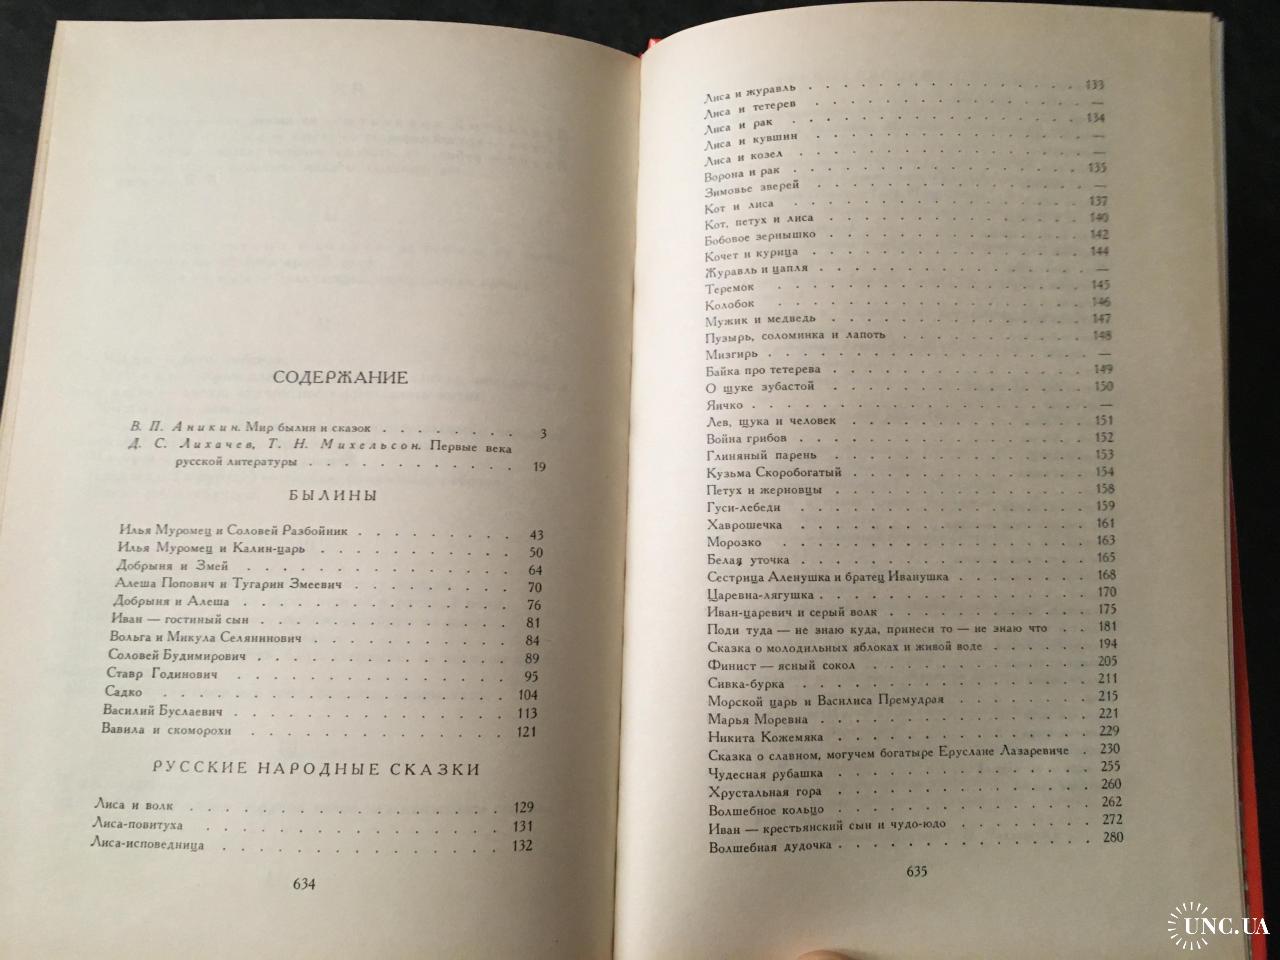 СОДЕРЖАНИЕ
В. П. Аникин. Мир былин и сказок . . . . . . . . 3
Д. С. Лихачев, Т. Н. Михельсон. Первые века
русской литературы . . . . . . . . . . . . 19
БЫЛИНЫ
Илья Муромец и Соловей Разбойник . . . . . . . . 43
Илья Муромец и Калин-царь . . . . . . . . . . 50
Добрыня и Змей . . . . . . . . . . . . . . 64
Алеша Попович и Тугарин Змеевич . . . . . . . . 70
Добрыня и Алеша . . . . . . . . . . . . . . 76
Иван — гостиный сын . . . . . . . . . . . . 81
Вольга и Микула Селянинович . . . . . . . . . . 84
Соловей Будимирович . . . . . . . . . . . . . 89
Ставр Годинович . . . . . . . . . . . . . . 95
Садко . . . . . . . . . . . . . . . . . . 104
Василий Буслаевич . . . . . . . . . . . . . . 113
Вавила и скоморохи . . . . . . . . . . . . . 121
РУССКИЕ НАРОДНЫЕ СКАЗКИ
Лиса и волк . . . . . . . . . . . . . . . . 129
Лиса-повитуха . . . . . . . . . . . . . . . 131
Лиса-исповедница . . . . . . . . . . . . . . 132
634
Лиса и журавль . . . . . . . . . . . . . . 133
Лиса и тетерев . . . . . . . . . . . . . . —
Лиса и рак . . . . . . . . . . . . . . . 134
Лиса и кувшин . . . . . . . . . . . . . . —
Лиса и козел . . . . . . . . . . . . . . —
Ворона и рак . . . . . . . . . . . . . . 135
Зимовье зверей . . . . . . . . . . . . . . —
Кот и лиса . . . . . . . . . . . . . . . 137
Кот, петух и лиса . . . . . . . . . . . . . 140
Бобовое зернышко . . . . . . . . . . . . . 142
Кочет и курица . . . . . . . . . . . . . . 144
Журавль и цапля . . . . . . . . . . . . . . —
Теремок . . . . . . . . . . . . . . . . 145
Колобок . . . . . . . . . . . . . . . . 146
Мужик и медведь . . . . . . . . . . . . . . 147
Пузырь, соломинка и лапоть . . . . . . . . . . 148
Мизгирь . . . . . . . . . . . . . . . . —
Байка про тетерева . . . . . . . . . . . . . 149
О щуке зубастой . . . . . . . . . . . . . . 150
Яичко . . . . . . . . . . . . . . . . . —
Лев, щука и человек . . . . . . . . . . . . . 151
Война грибов . . . . . . . . . . . . . . . 152
Глиняный парень . . . . . . . . . . . . . . 153
Кузьма Скоробогатый . . . . . . . . . . . . . 154
Петух и жерновцы . . . . . . . . . . . . . . 158
Гуси-лебеди . . . . . . . . . . . . . . . 159
Хаврошечка . . . . . . . . . . . . . . . 161
Морозко . . . . . . . . . . . . . . . . 163
Белая уточка . . . . . . . . . . . . . . . 165
Сестрица Аленушка и братец Иванушка . . . . . . . 168
Царевна-лягушка . . . . . . . . . . . . . . 170
Иван-царевич и серый волк . . . . . . . . . . . 175
Поди туда — не знаю куда, принеси то — не знаю что . . 181
Сказка о молодильных яблоках и живой воде . . . . . 194
Финист — ясный сокол . . . . . . . . . . . . 205
Сивка-бурка . . . . . . . . . . . . . . . 211
Морской царь и Василиса Премудрая . . . . . . . . 215
Марья Моревна . . . . . . . . . . . . . . 221
Никита Кожемяка . . . . . . . . . . . . . . 229
Сказка о славном, могучем богатыре Еруслане Лазаревиче . 230
Чудесная рубашка . . . . . . . . . . . . . . 255
Хрустальная гора . . . . . . . . . . . . . . 260
Волшебное кольцо . . . . . . . . . . . . . . 262
Иван — крестьянский сын и чудо-юдо . . . . . . . . 272
Волшебная дудочка . . . . . . . . . . . . . . 280
635
UNC.UA